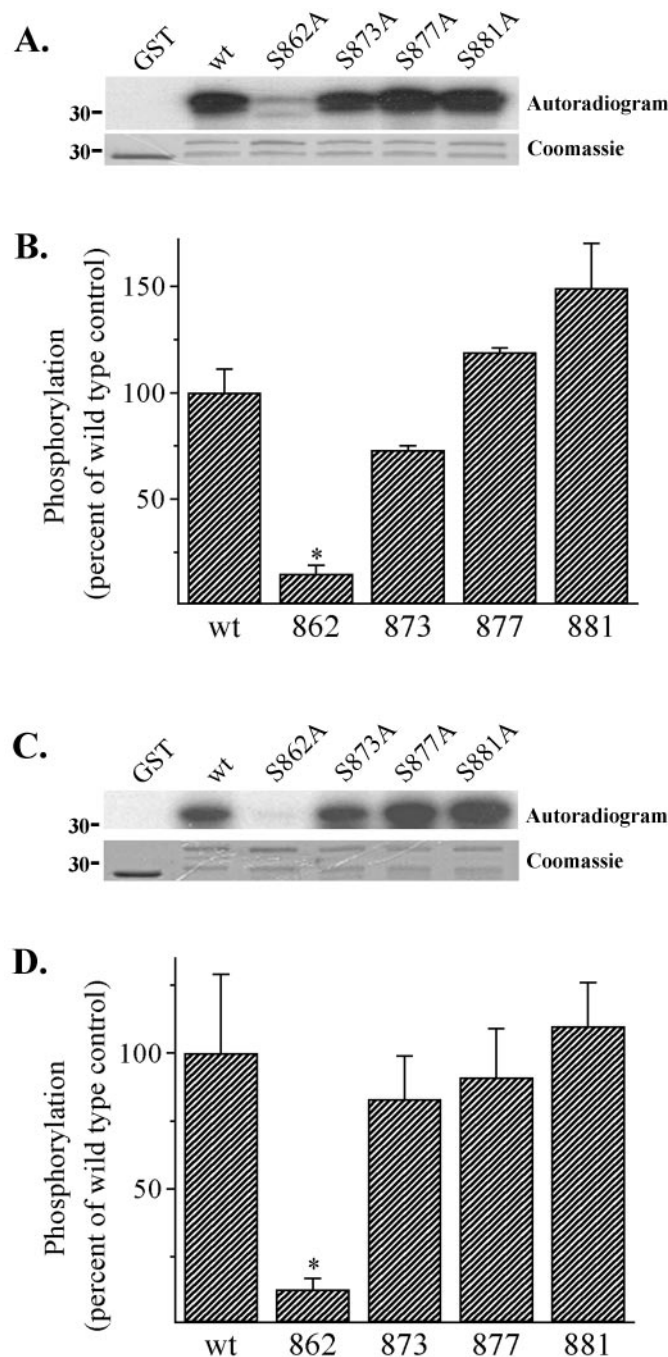 A.
GST wt S862A S873A S877A S881A
30 Autoradiogram
30 Coomassie
B.
Phosphorylation
(percent of wild type control)
150
100
50
*
wt 862 873 877 881
C.
GST wt S862A S873A S877A S881A
30 Autoradiogram
30 Coomassie
D.
Phosphorylation
(percent of wild type control)
100
50
*
wt 862 873 877 881